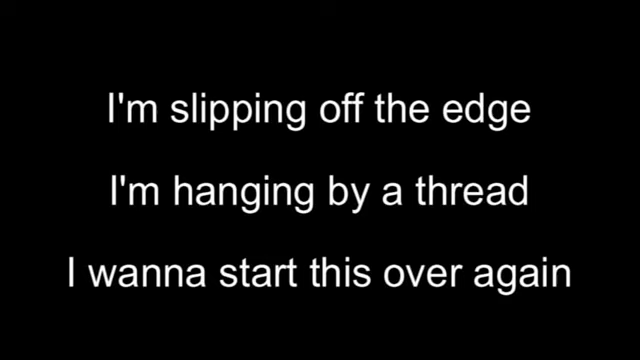 I'm slipping off the edge
I'm hanging by a thread
I wanna start this over again